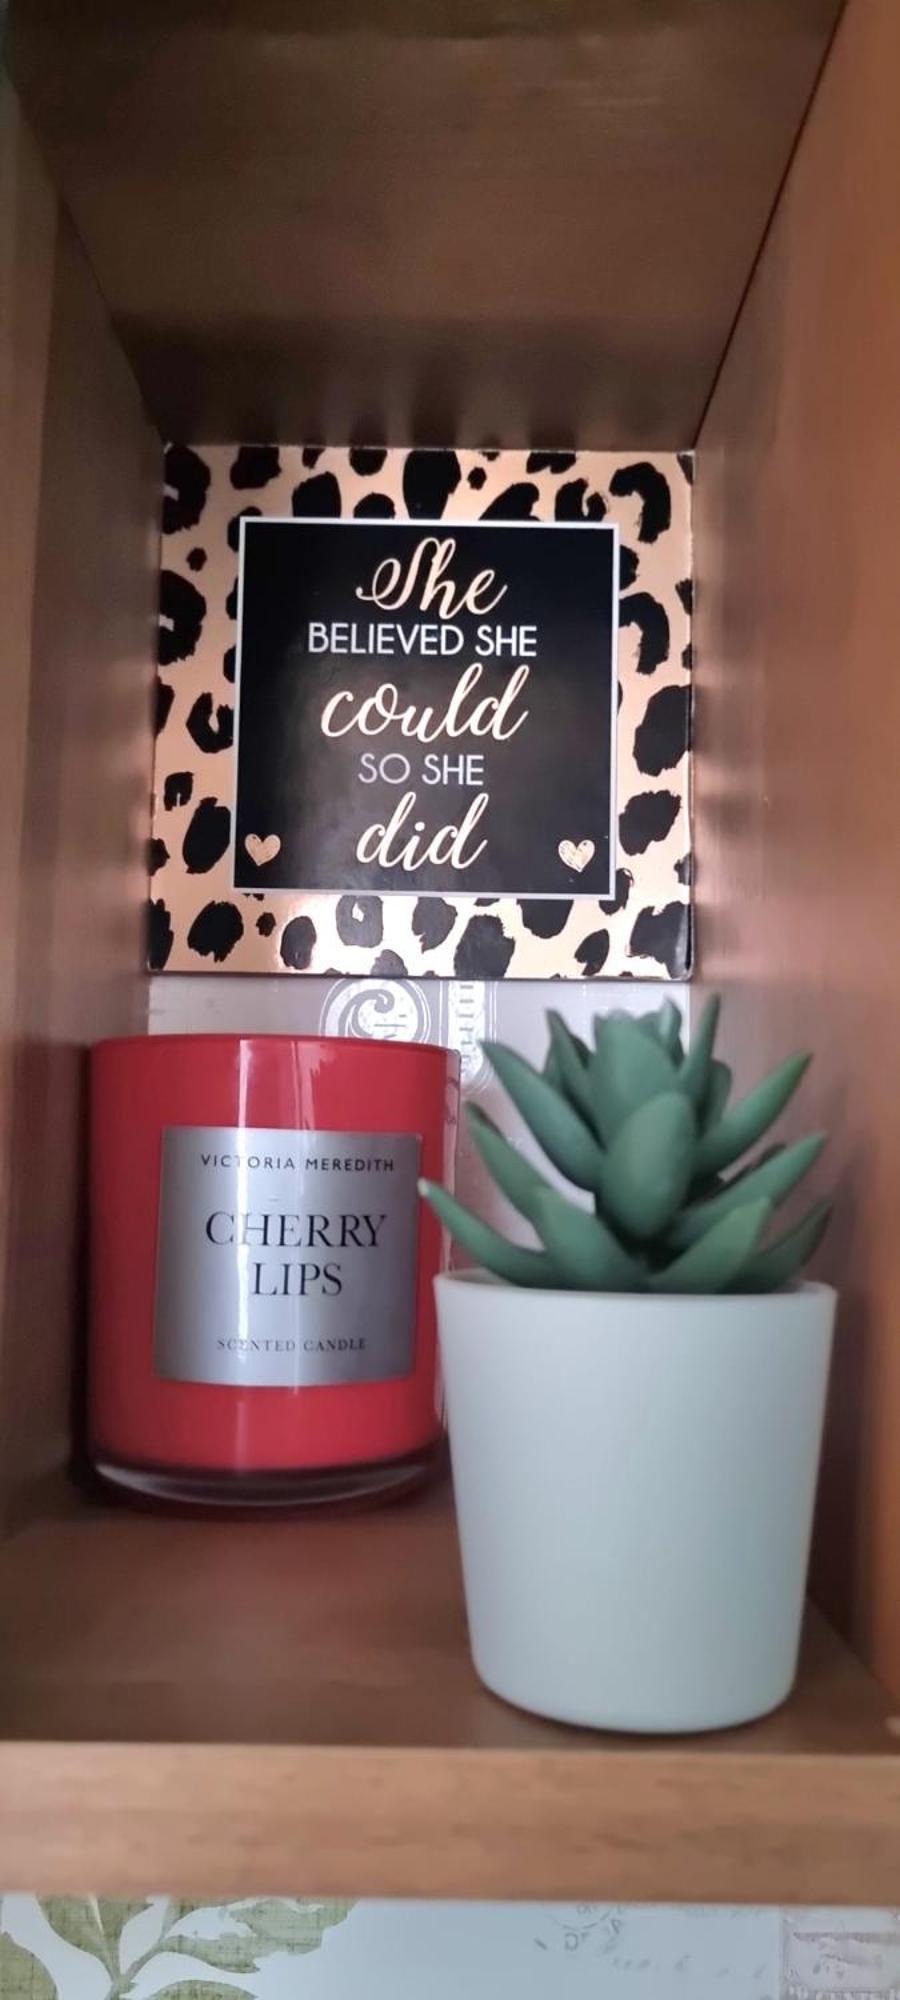 She
BELIEVED SHE
could
SO SHE
did
VICTORIA MEREDITH
CHERRY
LIPS
SCENTED CANDLE